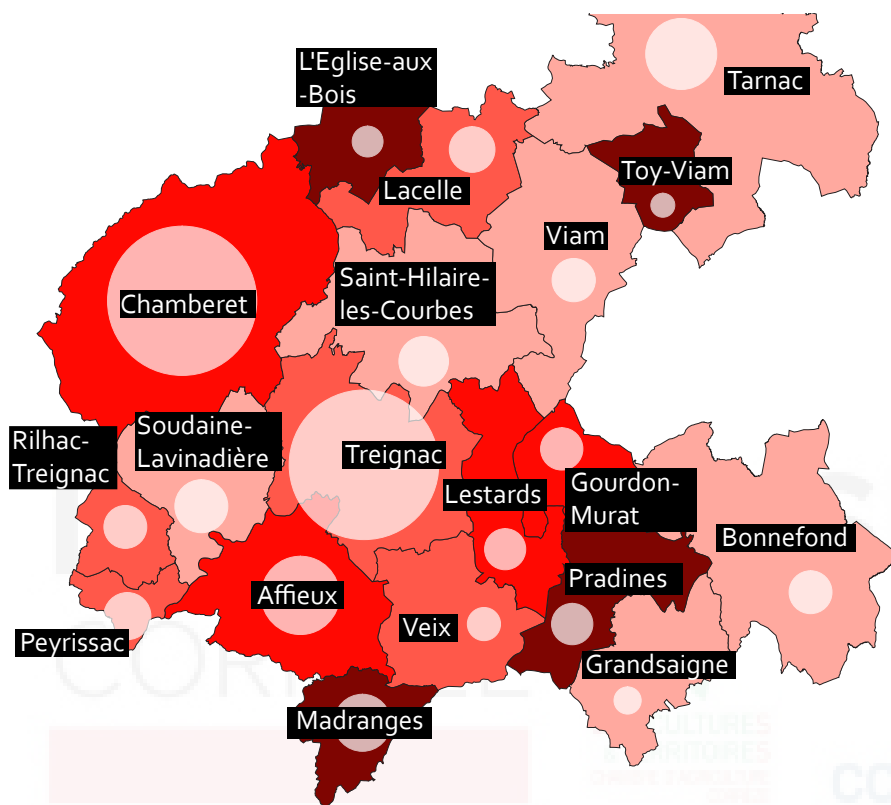 L'Eglise-aux
-Bois
Tarnac
Toy-Viam
Lacelle
Viam
Saint-Hilaire-
les-Courbes
Chamberet
Soudaine-
Lavinadière
Rilhac-
Treignac
Treignac
Lestards
Gourdon-
Murat
Bonnefond
Pradines
Affieux
Veix
Peyrissac
Grandsaigne
Madranges
CULTURES